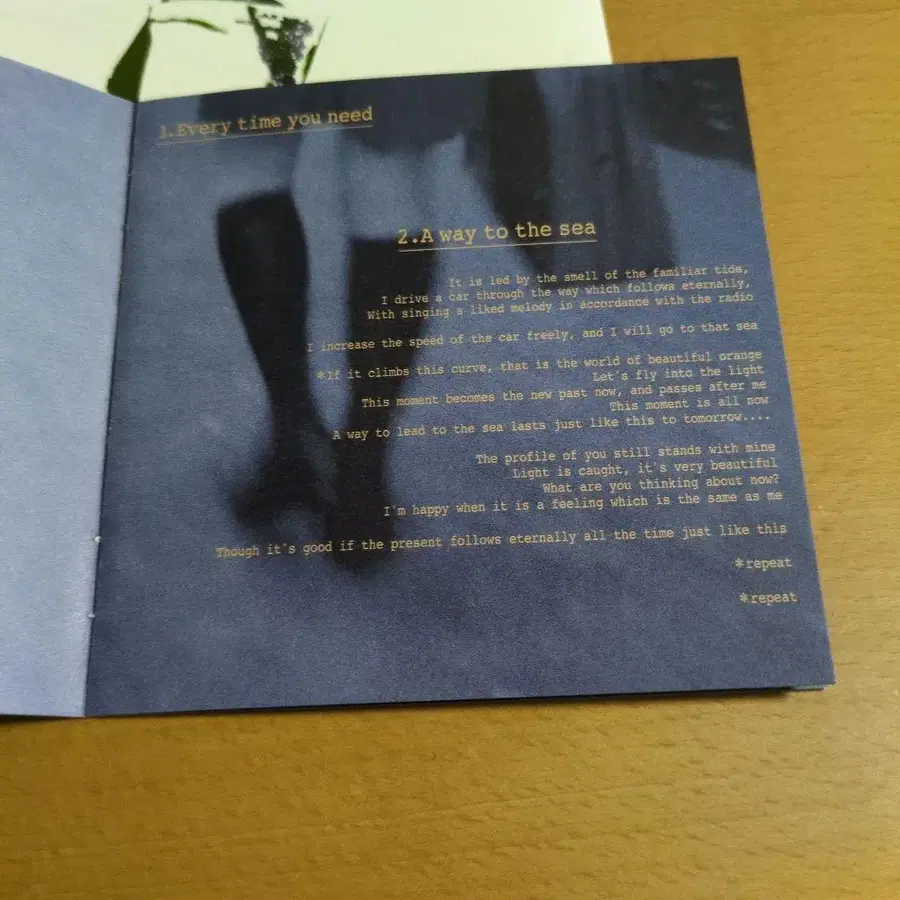 1.Every time you need
2.A way to the sea
It is led by the smell of the familiar tide,
I drive a car through the way which follows eternally,
With singing a liked melody in accordance with the radio
I increase the speed of the car freely, and I will go to that sea
*If it climbs this curve, that is the world of beautiful orange
Let's fly into the light
This moment becomes the new past now, and passes after me
This moment is all now
A way to lead to the sea lasts just like this to tomorrow....
The profile of you still stands with mine
Light is caught, it's very beautiful
What are you thinking about now?
I'm happy when it is a feeling which is the same as me
Though it's good if the present follows eternally all the time just like this
*repeat
*repeat